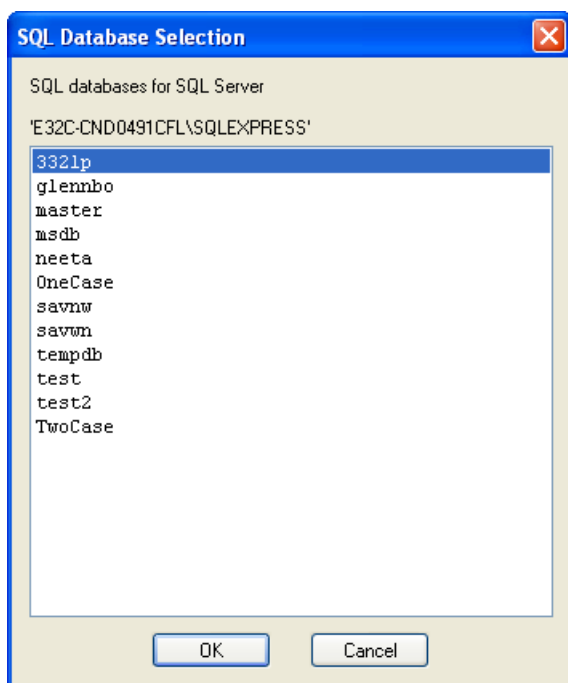 SQL Database Selection
SQL databases for SQL Server
'E32C-CND0491CFL\SQLEXPRESS'
332lp
glennbo
master
msdb
neeta
OneCase
savnw
savwn
tempdb
test
test2
TwoCase
OK
Cancel